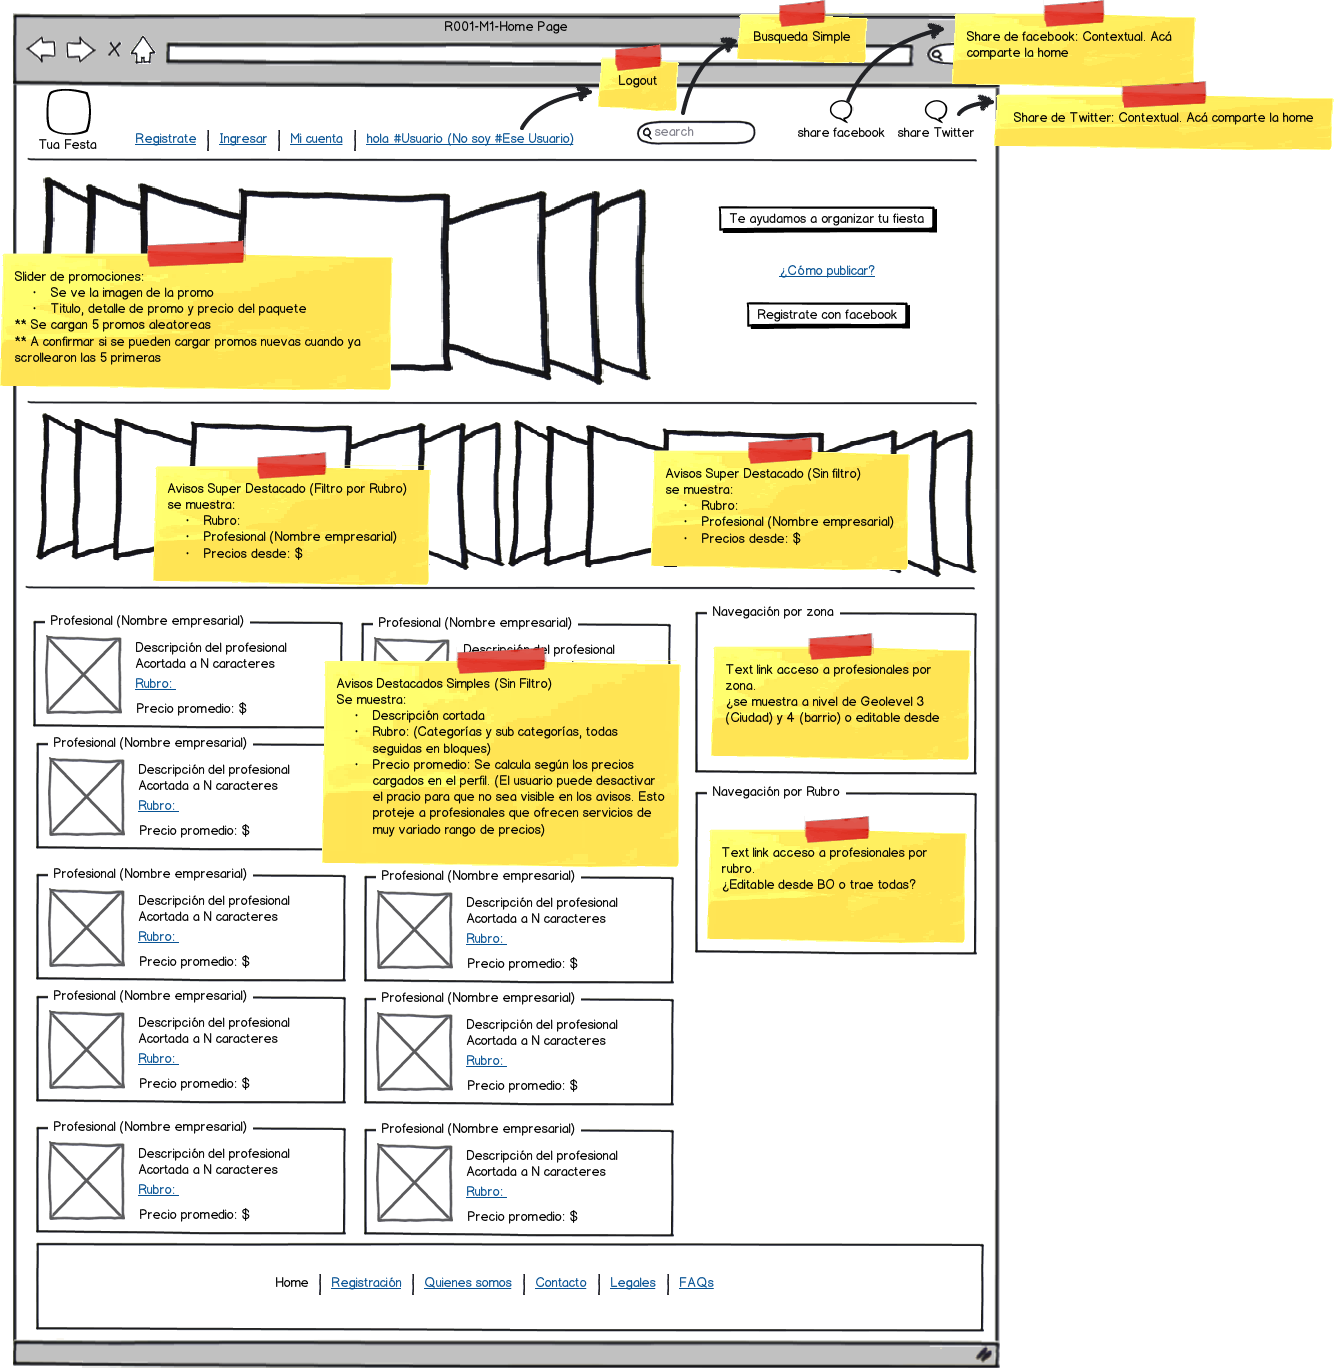 R001-M1-Home Page
Busqueda Simple
Share de facebook: Contextual. Acá
comparte la home
Logout
Share de Twitter: Contextual. Acá comparte la home
Tua Festa
Registrate
Ingresar
Mi cuenta
hola #Usuario (No soy #Ese Usuario)
search
share facebook
share Twitter
Te ayudamos a organizar tu fiesta
¿Cómo publicar?
Registrate con facebook
Slider de promociones:
• Se ve la imagen de la promo
• Titulo, detalle de promo y precio del paquete
** Se cargan 5 promos aleatoreas
** A confirmar si se pueden cargar promos nuevas cuando ya
scrollearon las 5 primeras
Avisos Super Destacado (Filtro por Rubro)
se muestra:
• Rubro:
• Profesional (Nombre empresarial)
• Precios desde: $
Avisos Super Destacado (Sin filtro)
se muestra:
• Rubro:
• Profesional (Nombre empresarial)
• Precios desde: $
Profesional (Nombre empresarial)
Descripción del profesional
Acortada a N caracteres
Rubro:
Precio promedio: $
Profesional (Nombre empresarial)
Descripción del profesional
Avisos Destacados Simples (Sin Filtro)
Se muestra:
• Descripción cortada
• Rubro: (Categorías y sub categorías, todas
seguidas en bloques)
• Precio promedio: Se calcula según los precios
cargados en el perfil. (El usuario puede desactivar
el pracio para que no sea visible en los avisos. Esto
proteje a profesionales que ofrecen servicios de
muy variado rango de precios)
Navegación por zona
Text link acceso a profesionales por
zona.
¿se muestra a nivel de Geolevel 3
(Ciudad) y 4 (barrio) o editable desde
Profesional (Nombre empresarial)
Descripción del profesional
Acortada a N caracteres
Rubro:
Precio promedio: $
Navegación por Rubro
Text link acceso a profesionales por
rubro.
¿Editable desde BO o trae todas?
Profesional (Nombre empresarial)
Descripción del profesional
Acortada a N caracteres
Rubro:
Precio promedio: $
Profesional (Nombre empresarial)
Descripción del profesional
Acortada a N caracteres
Rubro:
Precio promedio: $
Profesional (Nombre empresarial)
Descripción del profesional
Acortada a N caracteres
Rubro:
Precio promedio: $
Profesional (Nombre empresarial)
Descripción del profesional
Acortada a N caracteres
Rubro:
Precio promedio: $
Profesional (Nombre empresarial)
Descripción del profesional
Acortada a N caracteres
Rubro:
Precio promedio: $
Profesional (Nombre empresarial)
Descripción del profesional
Acortada a N caracteres
Rubro:
Precio promedio: $
Home
Registración
Quienes somos
Contacto
Legales
FAQs